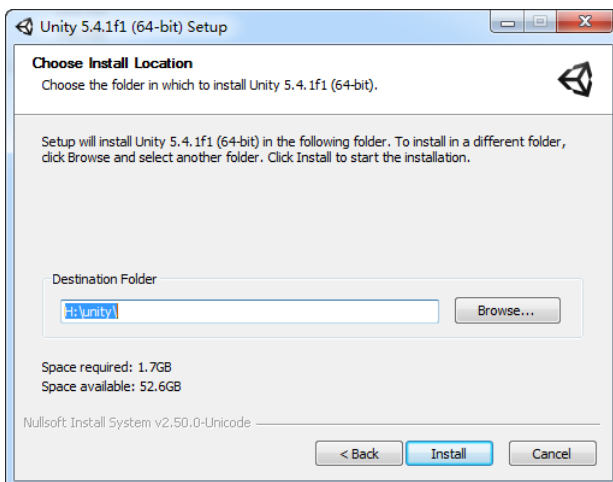 Unity 5.4.1f1 (64-bit) Setup
Choose Install Location
Choose the folder in which to install Unity 5.4.1f1 (64-bit).
Setup will install Unity 5.4.1f1 (64-bit) in the following folder. To install in a different folder,
click Browse and select another folder. Click Install to start the installation.
Destination Folder
H:\unity\
Browse...
Space required: 1.7GB
Space available: 52.6GB
Nullsoft Install System v2.50.0-Unicode
< Back
Install
Cancel